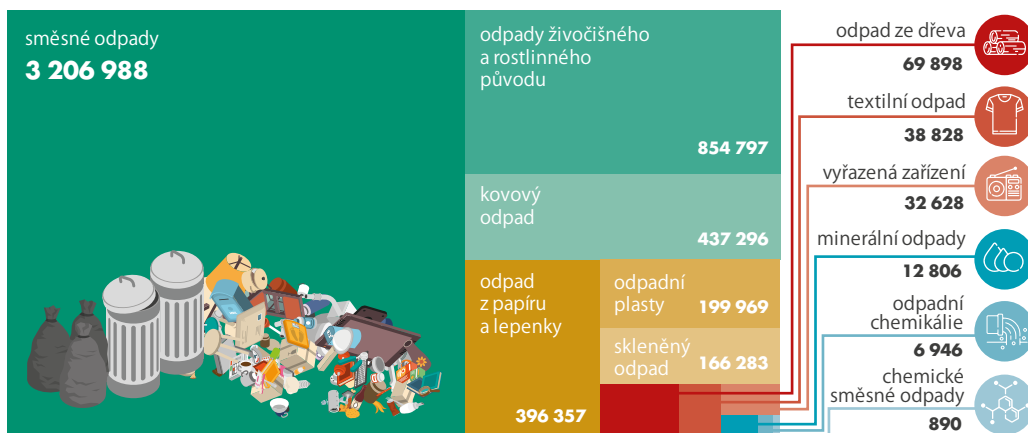 směsné odpady
3 206 988
odpady živočišného
a rostlinného
původu
854 797
kovový
odpad
437 296
odpad
z papíru
a lepenky
396 357
odpadní
plasty
199 969
skleněný
odpad
166 283
odpad ze dřeva
69 898
textilní odpad
38 828
vyřazená zařízení
32 628
minerální odpady
12 806
odpadní
chemikálie
6 946
chemické
směsné odpady
890